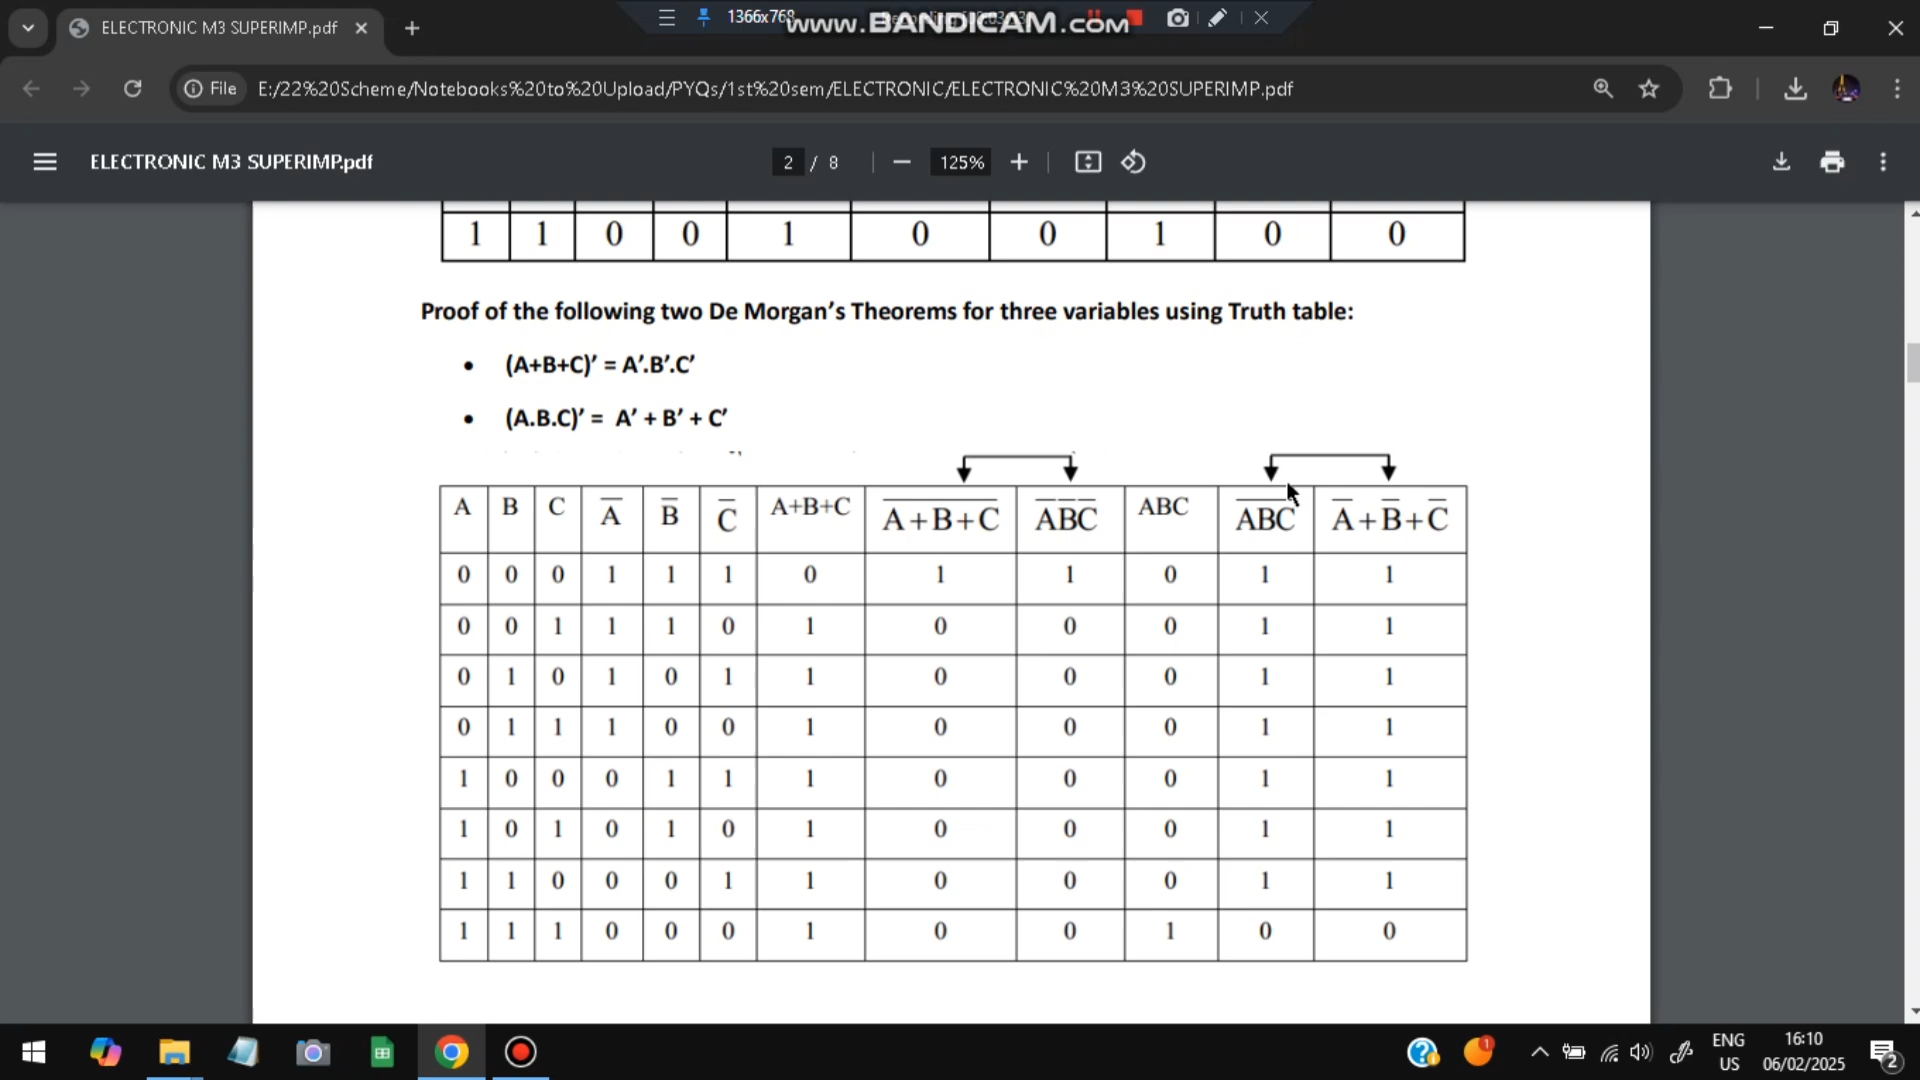 ELECTRONIC M3 SUPERIMP.pdf
1366x768
www.BANDICAM.com
File
E:/22%20Scheme/Notebooks%20to%20Upload/PYQs/1st%20sem/ELECTRONIC/ELECTRONIC%20M3%20SUPERIMP.pdf
ELECTRONIC M3 SUPERIMP.pdf
2 / 8
125%
1 1 0 0 1 0 0 1 0 0
Proof of the following two De Morgan’s Theorems for three variables using Truth table:
• (A+B+C)’ = A’.B’.C’
• (A.B.C)’ = A’ + B’ + C’
A B C A̅ B̅ C̅ A+B+C A̅+̅B̅+̅C̅ A̅B̅C̅ ABC A̅B̅C̅ A̅+B̅+C̅
0 0 0 1 1 1 0 1 1 0 1 1
0 0 1 1 1 0 1 0 0 0 1 1
0 1 0 1 0 1 1 0 0 0 1 1
0 1 1 1 0 0 1 0 0 0 1 1
1 0 0 0 1 1 1 0 0 0 1 1
1 0 1 0 1 0 1 0 0 0 1 1
1 1 0 0 0 1 1 0 0 0 1 1
1 1 1 0 0 0 1 0 0 1 0 0
1
ENG
US
16:10
06/02/2025
2